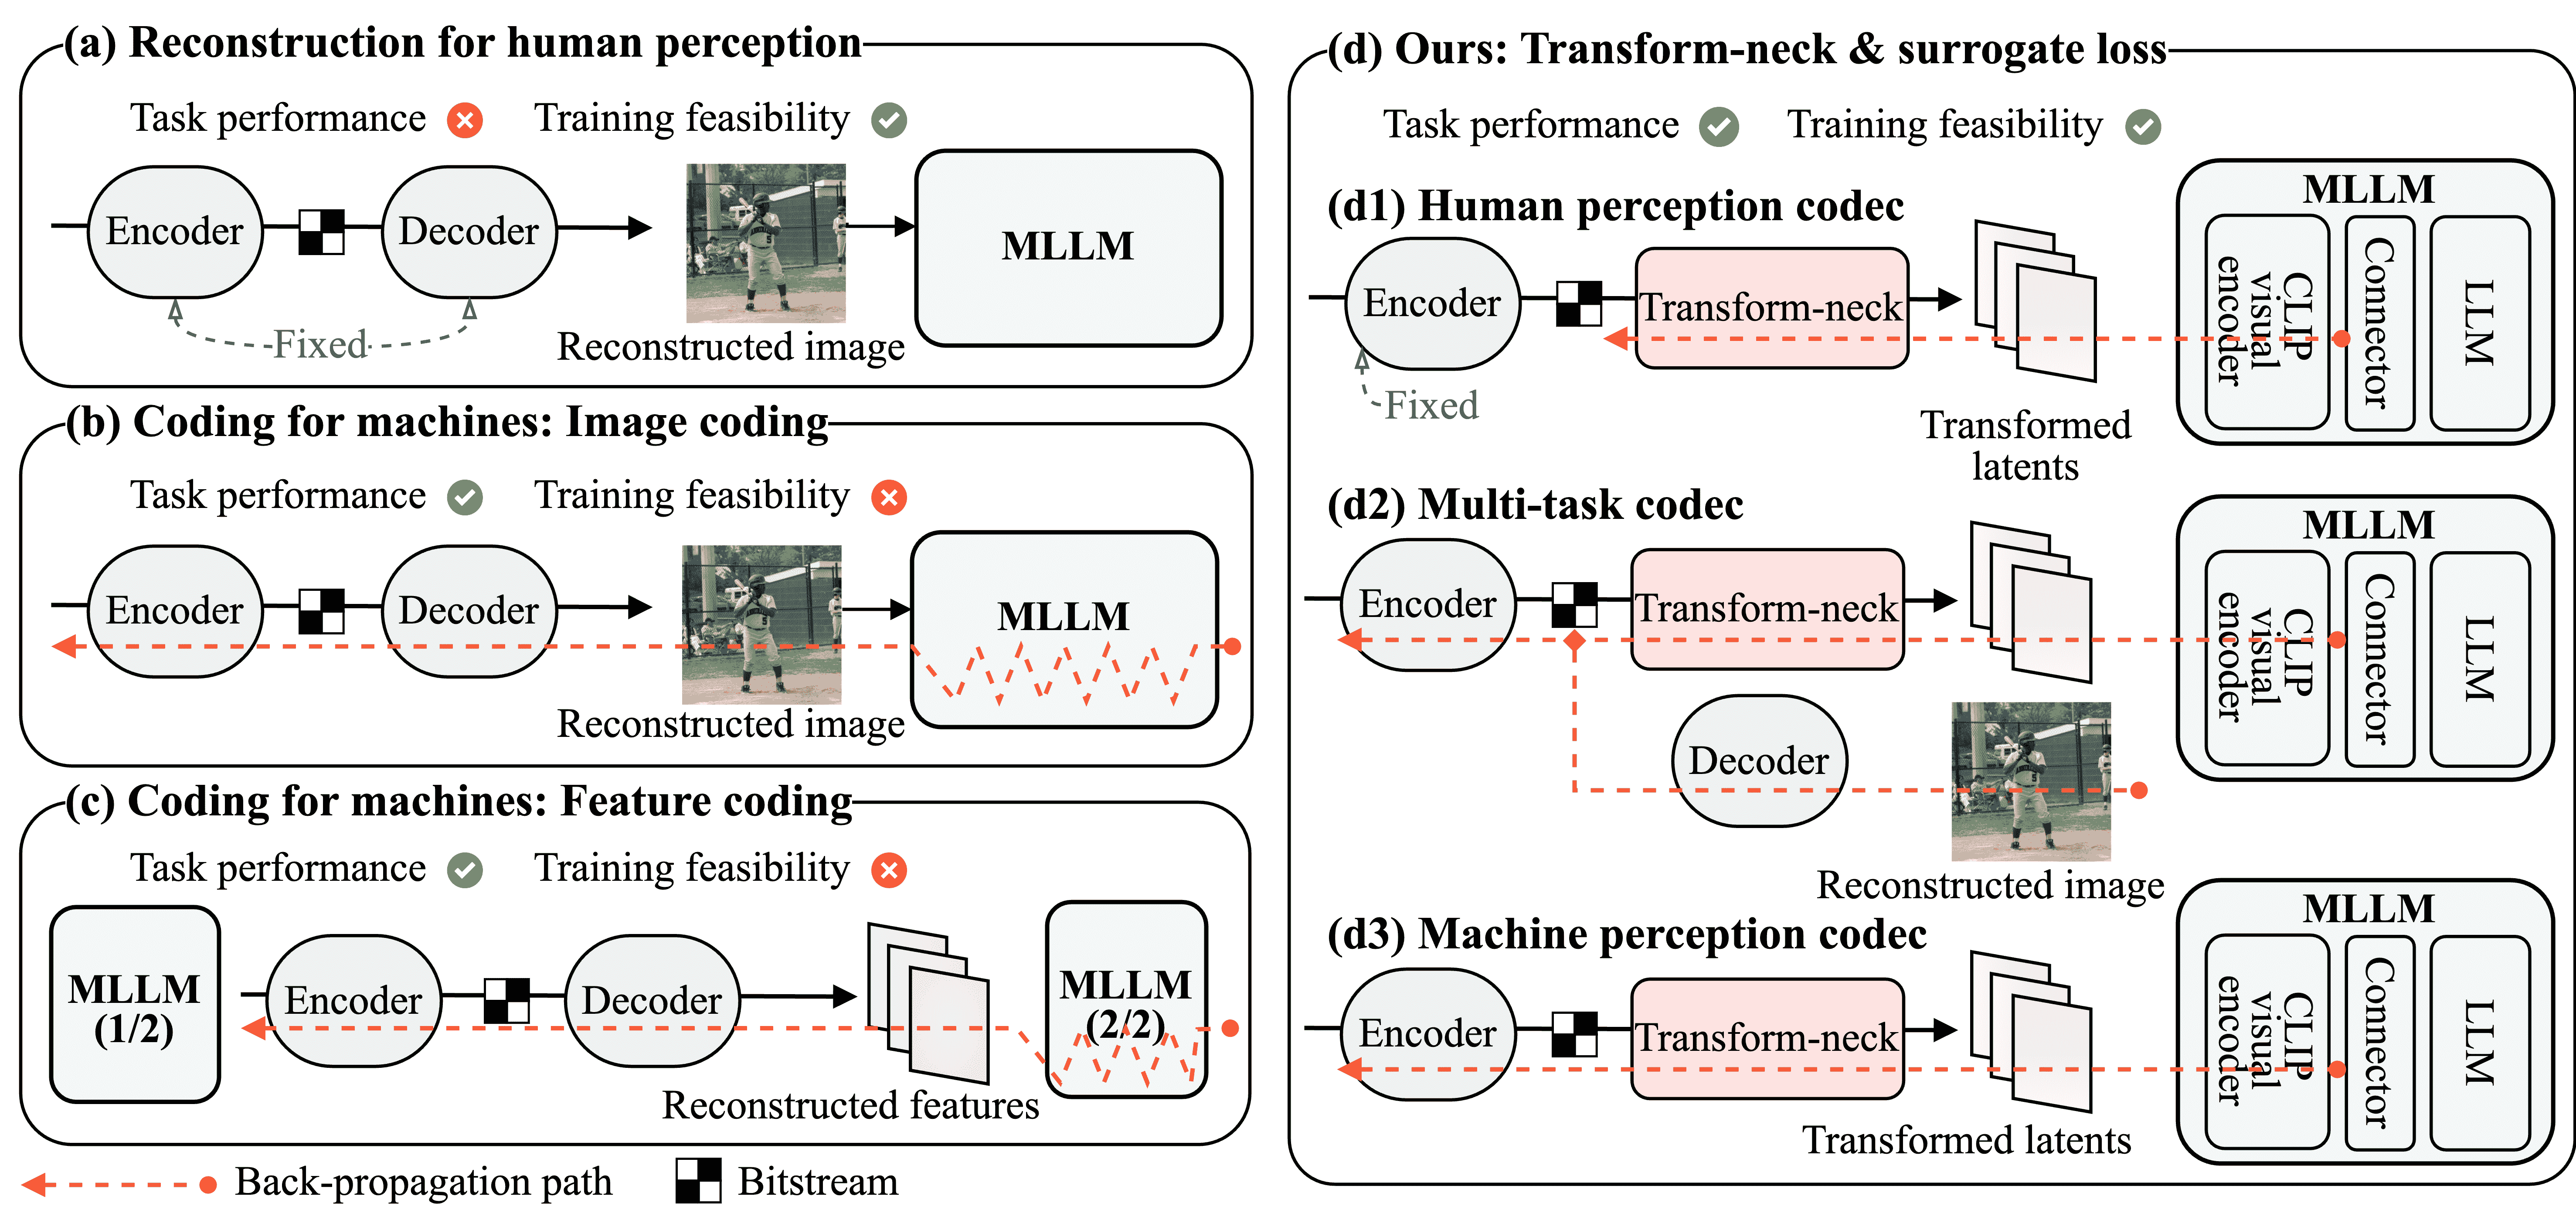 (a) Reconstruction for human perception
Task performance
Training feasibility
Encoder
Decoder
Fixed
Reconstructed image
MLLM
(b) Coding for machines: Image coding
Task performance
Training feasibility
Encoder
Decoder
Reconstructed image
MLLM
(c) Coding for machines: Feature coding
Task performance
Training feasibility
MLLM
(1/2)
Encoder
Decoder
Reconstructed features
MLLM
(2/2)
Back-propagation path
Bitstream
(d) Ours: Transform-neck & surrogate loss
Task performance
Training feasibility
(d1) Human perception codec
Encoder
Fixed
Transform-neck
Transformed
latents
MLLM
CLIP
visual
encoder
Connector
LLM
(d2) Multi-task codec
Encoder
Transform-neck
Decoder
Reconstructed image
MLLM
CLIP
visual
encoder
Connector
LLM
(d3) Machine perception codec
Encoder
Transform-neck
Transformed latents
MLLM
CLIP
visual
encoder
Connector
LLM